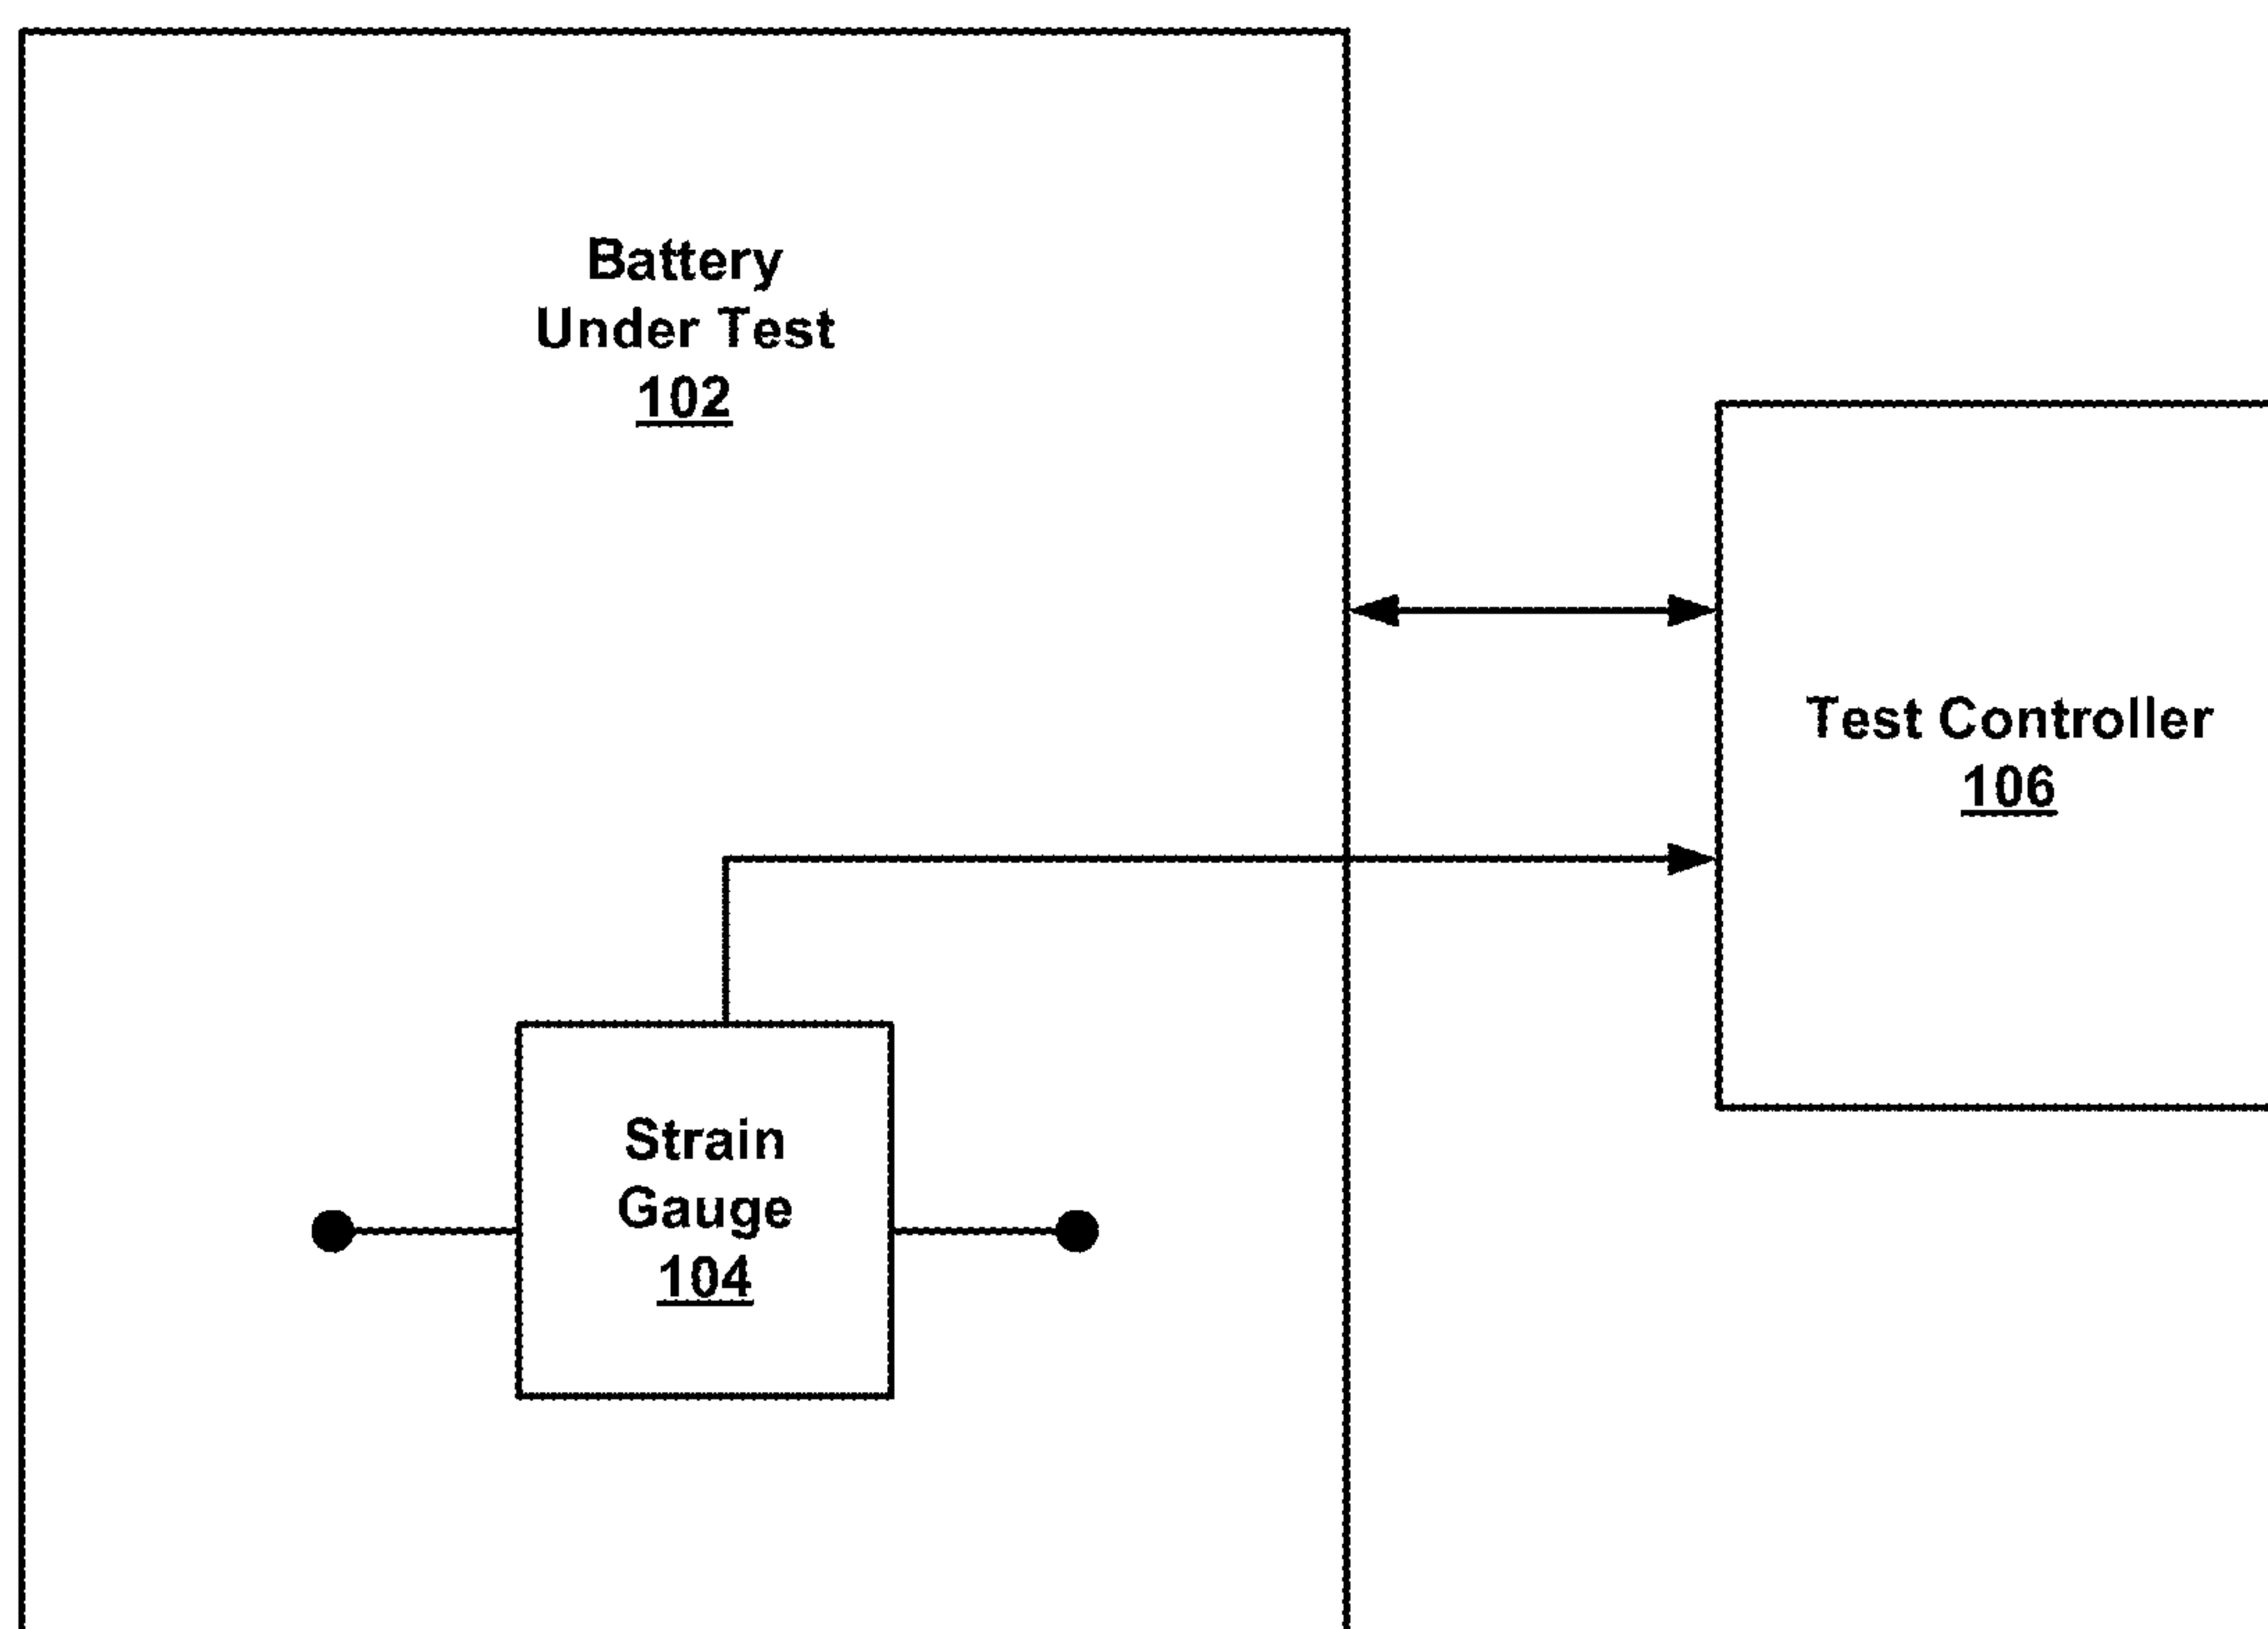 Battery
Under Test
102
Test Controller
106
Strain
Gauge
104